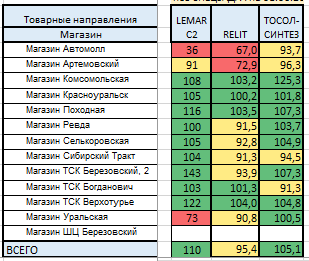 Товарные направления LEMAR C2 RELIT ТОСОЛ-СИНТЕЗ
Магазин
Магазин Автомолл 36 67,0 93,7
Магазин Артемовский 91 72,9 96,3
Магазин Комсомольская 108 103,2 125,3
Магазин Красноуральск 105 100,2 101,8
Магазин Походная 116 103,5 107,3
Магазин Ревда 100 91,5 103,7
Магазин Селькоровская 105 92,8 104,9
Магазин Сибирский Тракт 104 91,3 94,5
Магазин ТСК Березовский, 2 143 93,9 107,3
Магазин ТСК Богданович 103 101,3 91,3
Магазин ТСК Верхотурье 122 104,0 104,8
Магазин Уральская 73 90,8 100,5
Магазин ШЦ Березовский
ВСЕГО 110 95,4 105,1